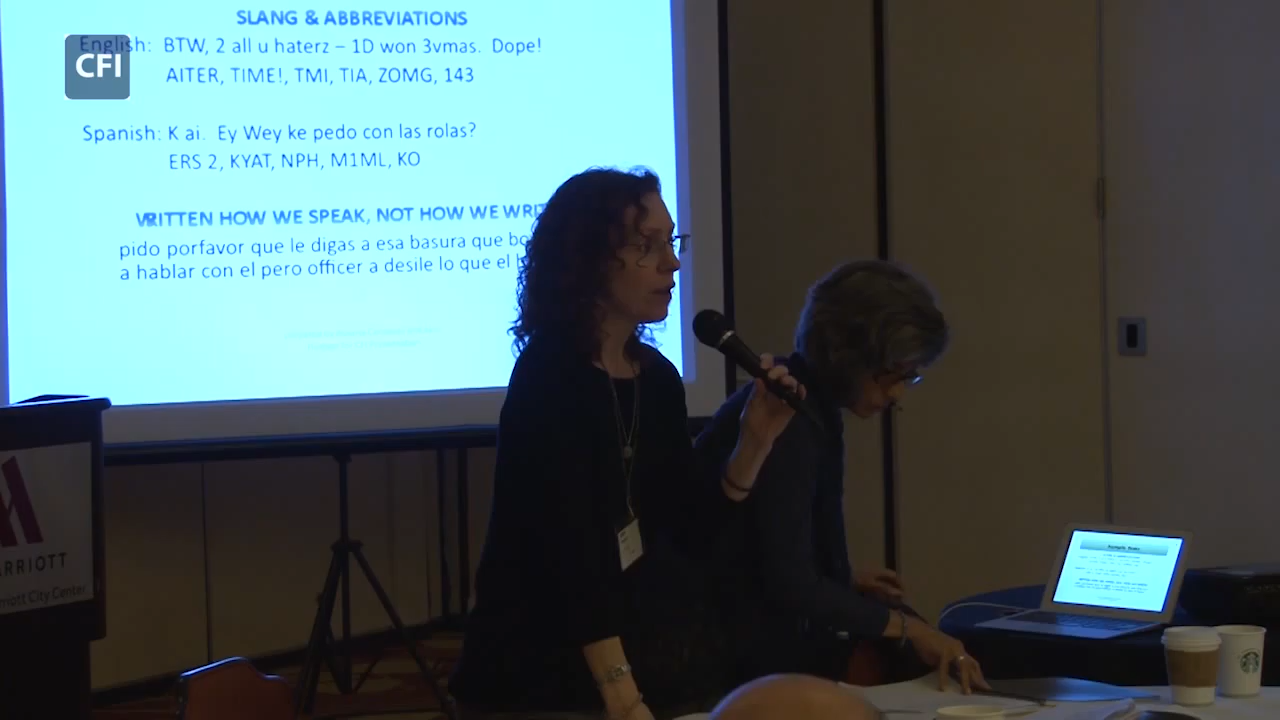 SLANG & ABBREVIATIONS
English: BTW, 2 all u haterz – 1D won 3vmas. Dope!
CFI
AITER, TIME!, TMI, TIA, ZOMG, 143
Spanish: K ai. Ey Wey ke pedo con las rolas?
ERS 2, KYAT, NPH, M1ML, KO
WRITTEN HOW WE SPEAK, NOT HOW WE
pido porfavor que le digas a esa basura que
a hablar con el pero officer a desile lo que el
City Center